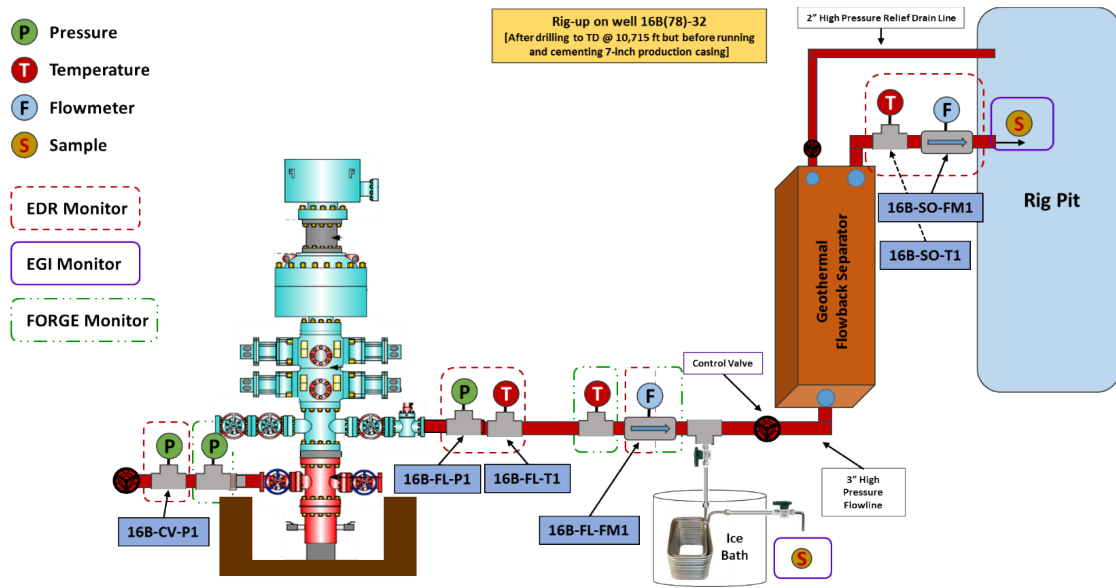 P Pressure
T Temperature
F Flowmeter
S Sample
EDR Monitor
EGI Monitor
FORGE Monitor
Rig-up on well 16B(78)-32
[After drilling to TD @ 10,715 ft but before running
and cementing 7-inch production casing]
2” High Pressure Relief Drain Line
T
F
S
16B-SO-FM1
16B-SO-T1
Rig Pit
Geothermal
Flowback Separator
Control Valve
P
T
T
F
P
P
16B-FL-P1
16B-FL-T1
16B-CV-P1
16B-FL-FM1
3” High
Pressure
Flowline
Ice
Bath
S